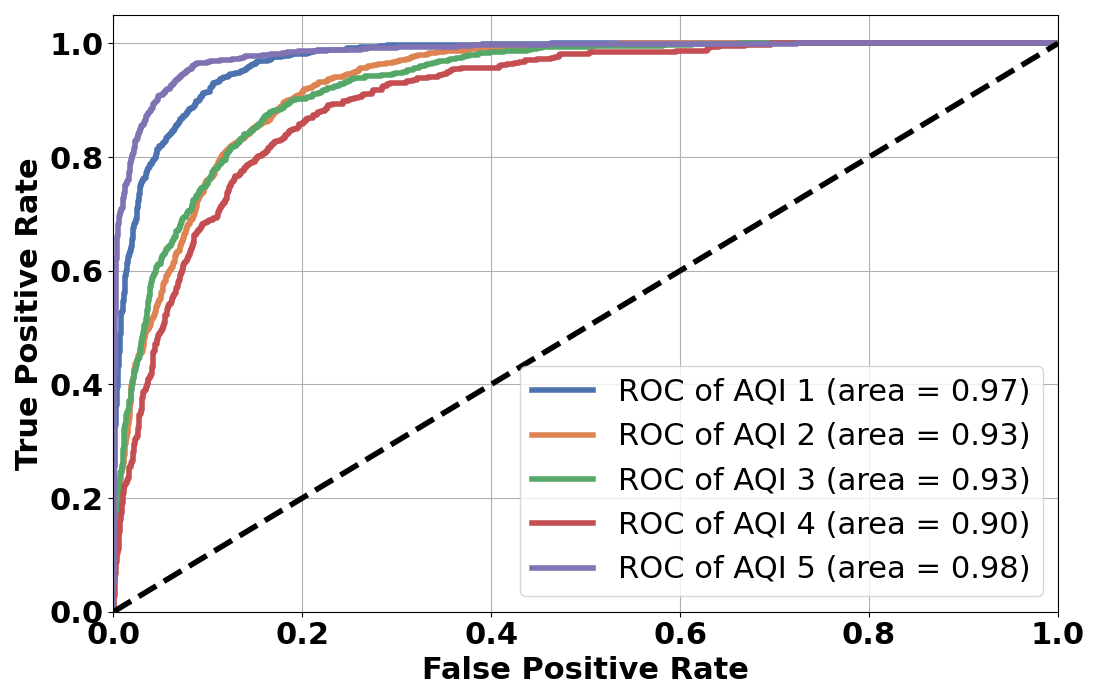 1.0
0.8
0.6
0.4
0.2
0.0
True Positive Rate
ROC of AQI 1 (area = 0.97)
ROC of AQI 2 (area = 0.93)
ROC of AQI 3 (area = 0.93)
ROC of AQI 4 (area = 0.90)
ROC of AQI 5 (area = 0.98)
0.0 0.2 0.4 0.6 0.8 1.0
False Positive Rate